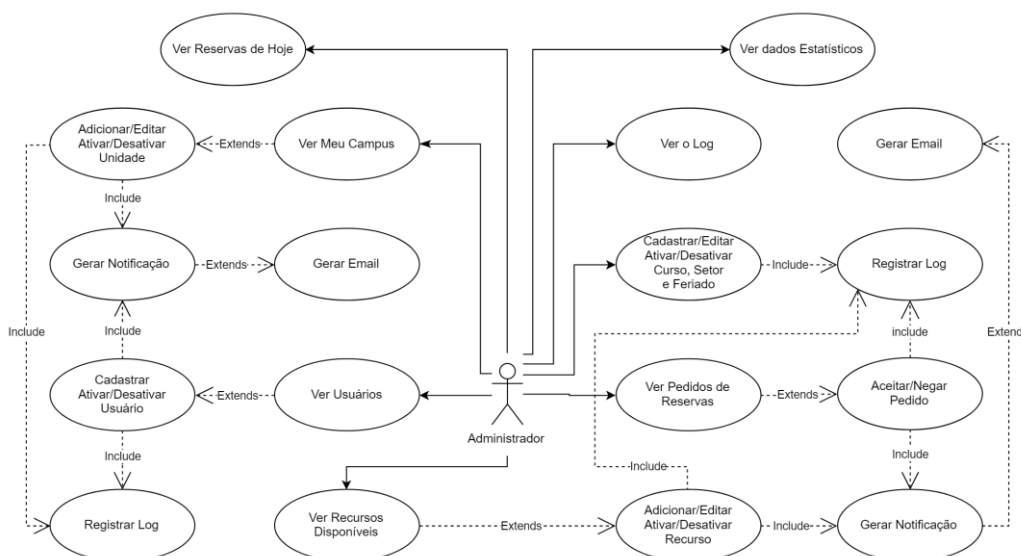 Ver Reservas de Hoje
Ver dados Estatísticos
Adicionar/Editar
Ativar/Desativar
Unidade
Extends
Ver Meu Campus
Ver o Log
Gerar Email
Include
Gerar Notificação
Extends
Gerar Email
Cadastrar/Editar
Ativar/Desativar
Curso, Setor
e Feriado
Include
Registrar Log
Include
Include
include
Extends
Cadastrar
Ativar/Desativar
Usuário
Extends
Ver Usuários
Administrador
Ver Pedidos de
Reservas
Extends
Aceitar/Negar
Pedido
Include
Include
Include
Registrar Log
Ver Recursos
Disponíveis
Extends
Adicionar/Editar
Ativar/Desativar
Recurso
Include
Gerar Notificação